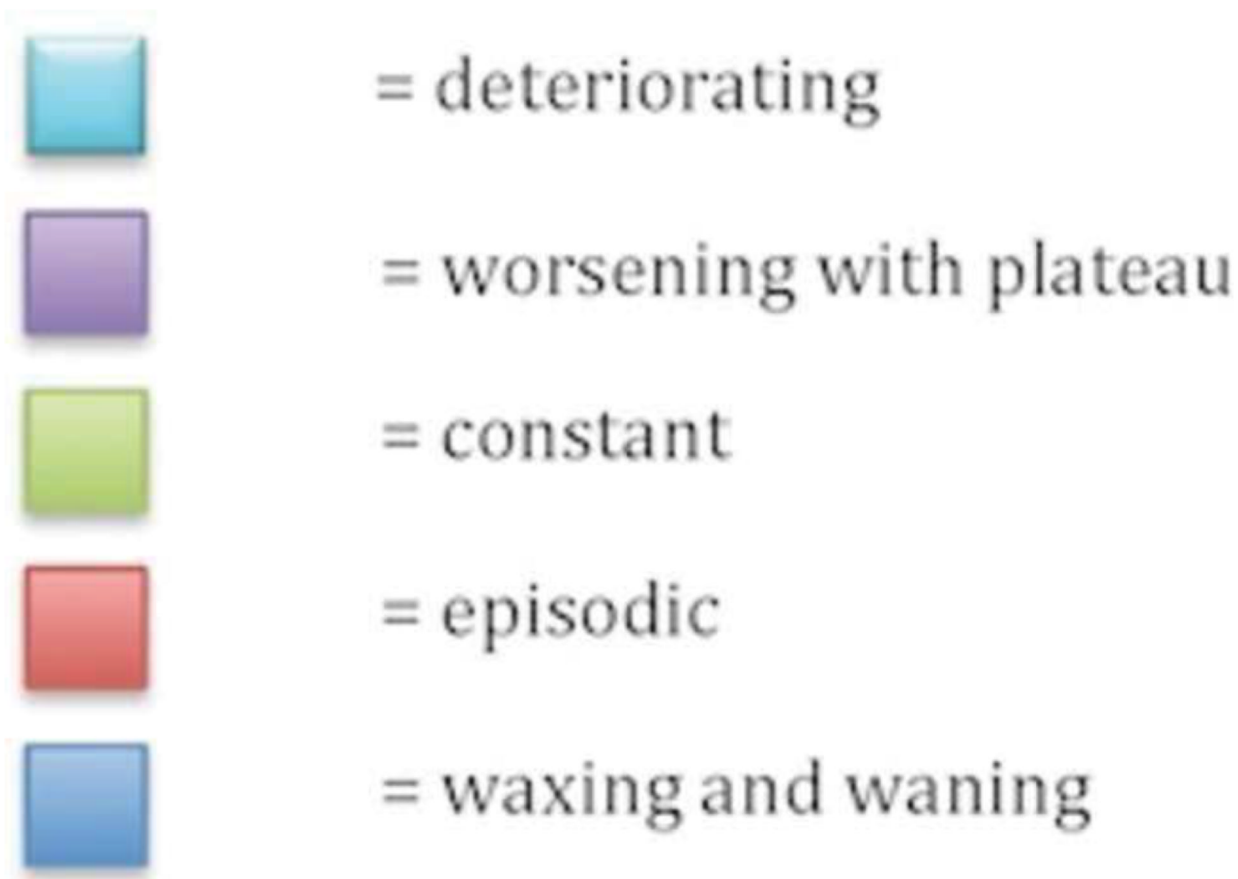 = deteriorating
= worsening with plateau
= constant
= episodic
= waxing and waning